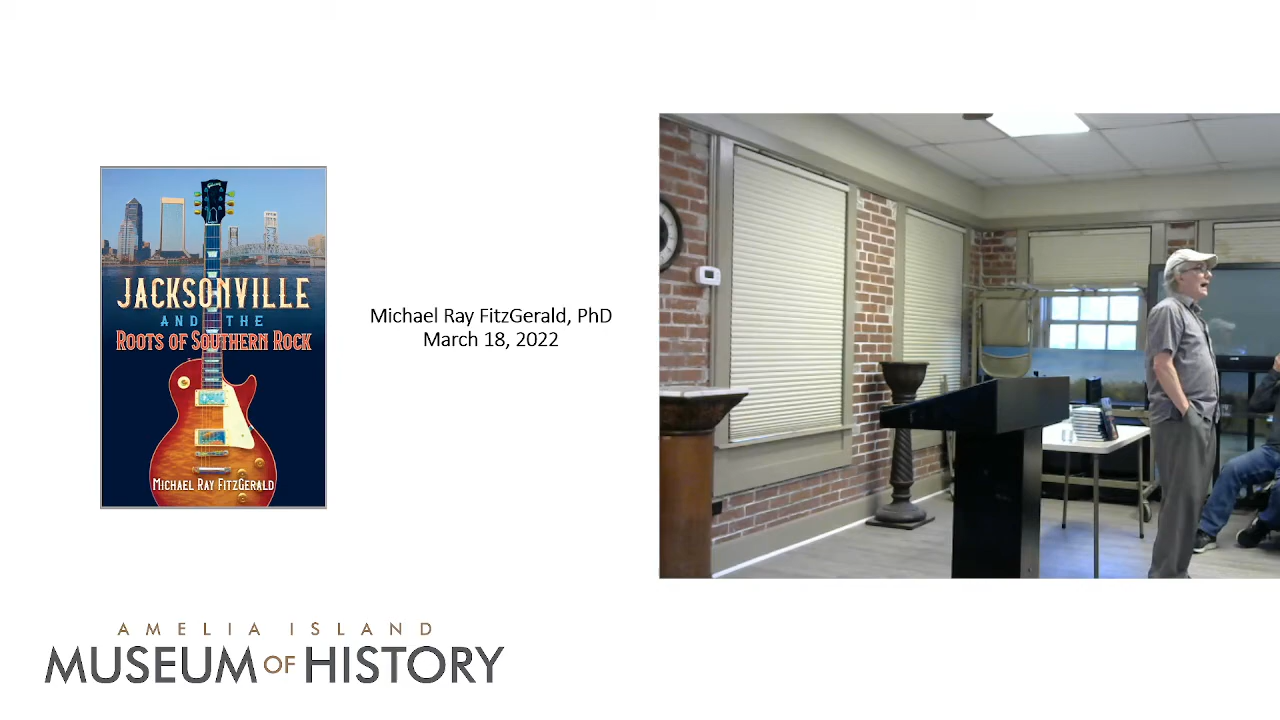 Gibson
JACKSONVILLE
AND THE
ROOTS OF SOUTHERN ROCK
MICHAEL RAY FITZGERALD
Michael Ray FitzGerald, PhD
March 18, 2022
AMELIA ISLAND
MUSEUM OF HISTORY